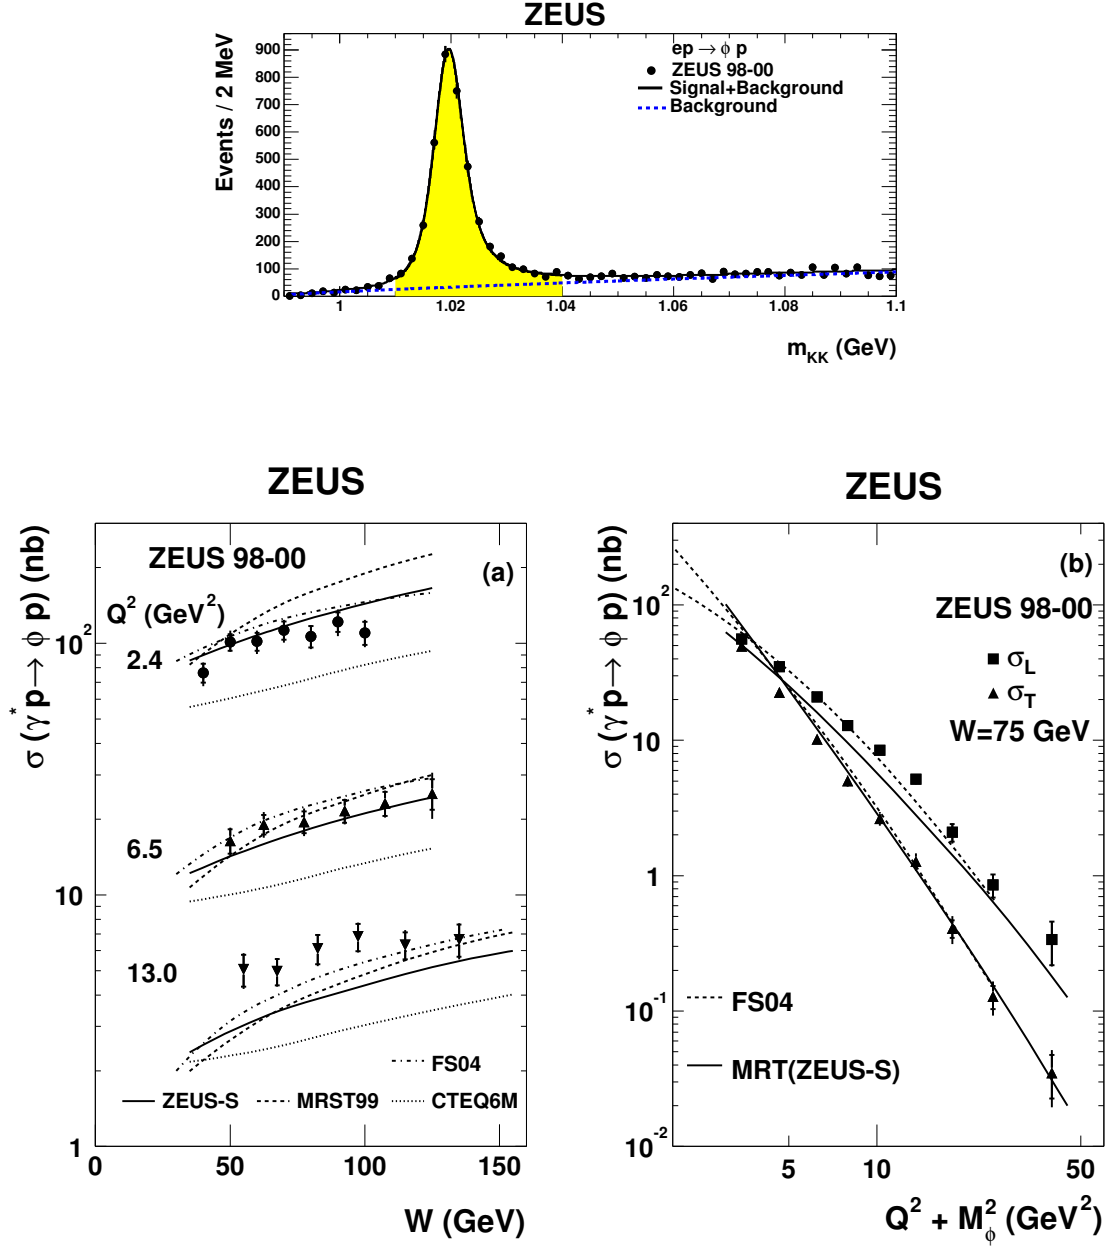 ZEUS
Events / 2 MeV
900
800
700
600
500
400
300
200
100
0
ep → ϕ p
ZEUS 98-00
Signal+Background
Background
1 1.02 1.04 1.06 1.08 1.1
m_KK (GeV)
ZEUS
σ (γ* p → ϕ p) (nb)
ZEUS 98-00
(a)
Q² (GeV²)
2.4
6.5
13.0
10²
10
1
FS04
ZEUS-S MRST99 CTEQ6M
0 50 100 150
W (GeV)
ZEUS
σ (γ* p → ϕ p) (nb)
(b)
ZEUS 98-00
σ_L
σ_T
W=75 GeV
10²
10
1
10⁻¹
10⁻²
FS04
MRT(ZEUS-S)
5 10 50
Q² + M²_ϕ (GeV²)